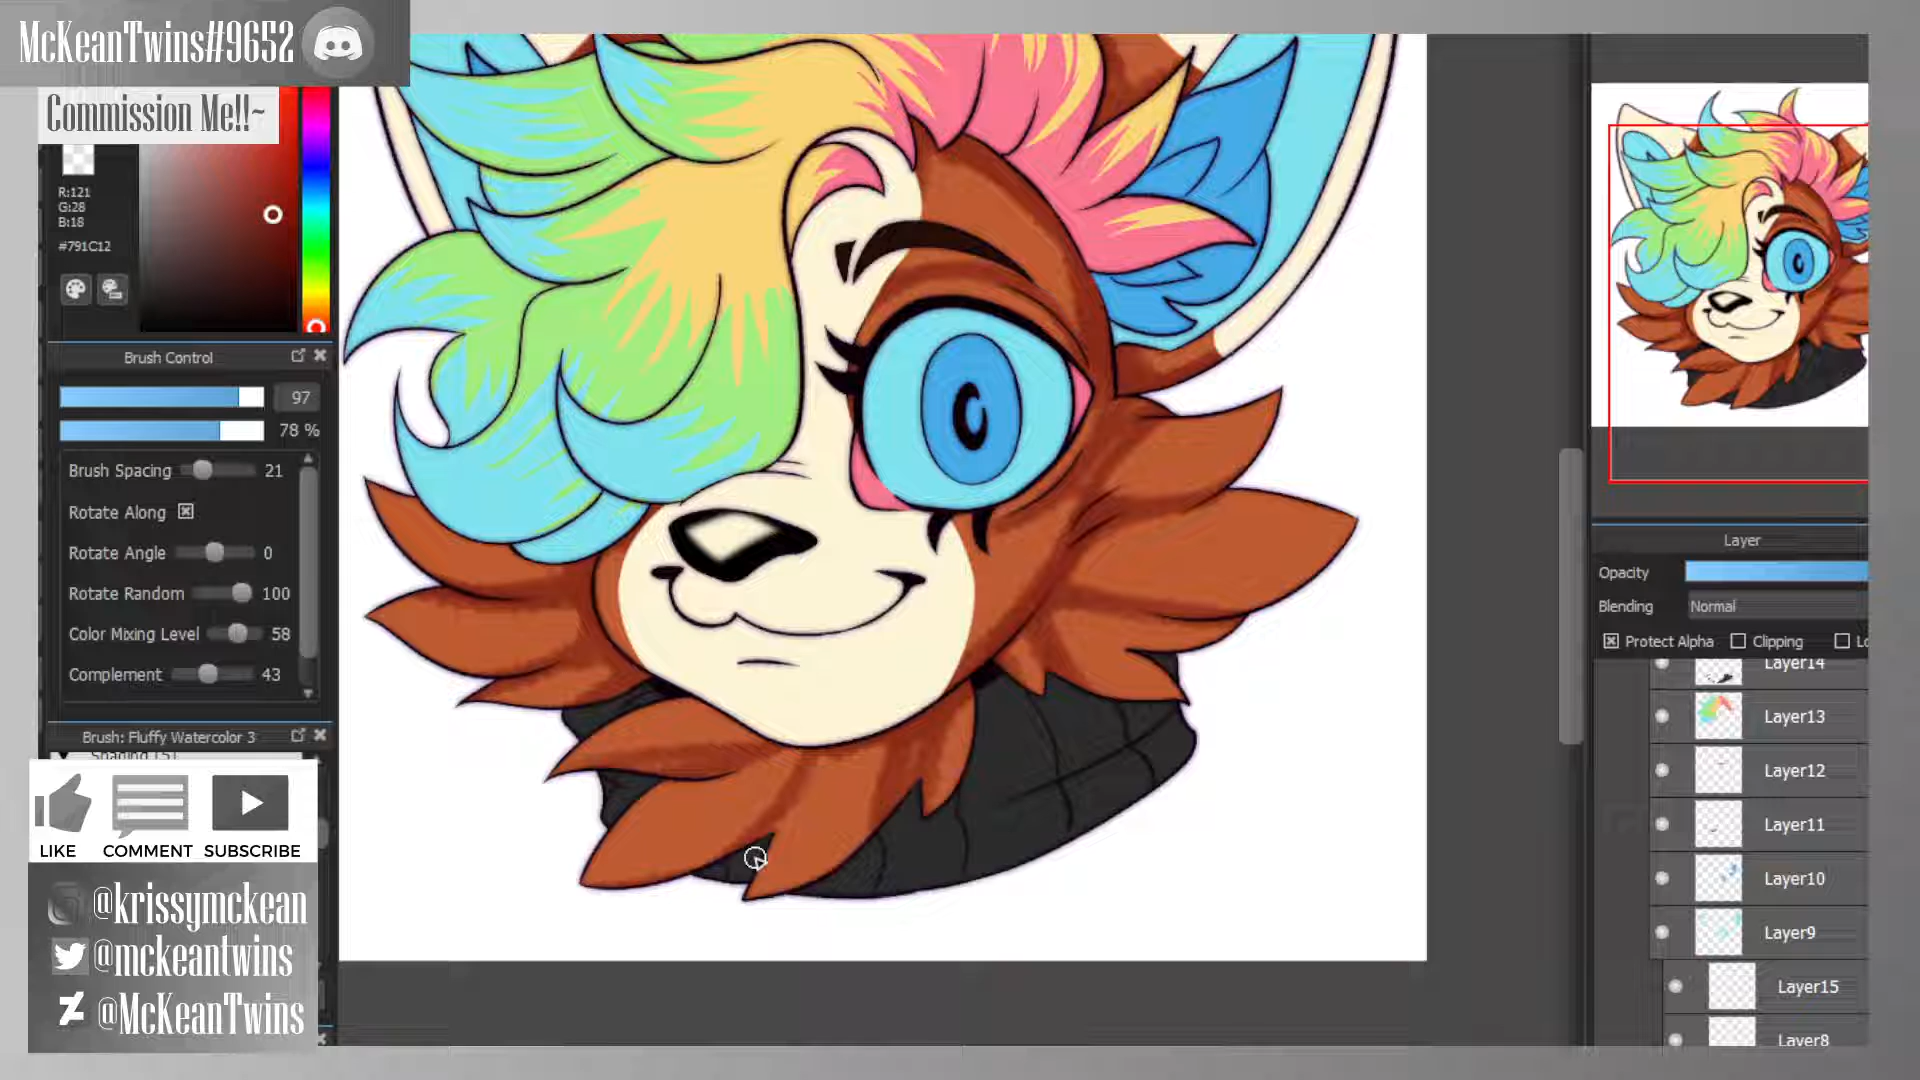 McKeanTwins#9652
Commission Me!!~
R:121
G:28
B:18
#791C12
Brush Control
97
78 %
Brush Spacing 21
Rotate Along
Rotate Angle 0
Rotate Random 100
Color Mixing Level 58
Complement 43
Brush: Fluffy Watercolor 3
LIKE COMMENT SUBSCRIBE
@krissymckean
@mckeantwins
@McKeanTwins
Layer
Opacity
Blending Normal
Protect Alpha Clipping
Layer14
Layer13
Layer12
Layer11
Layer10
Layer9
Layer15
Layer8